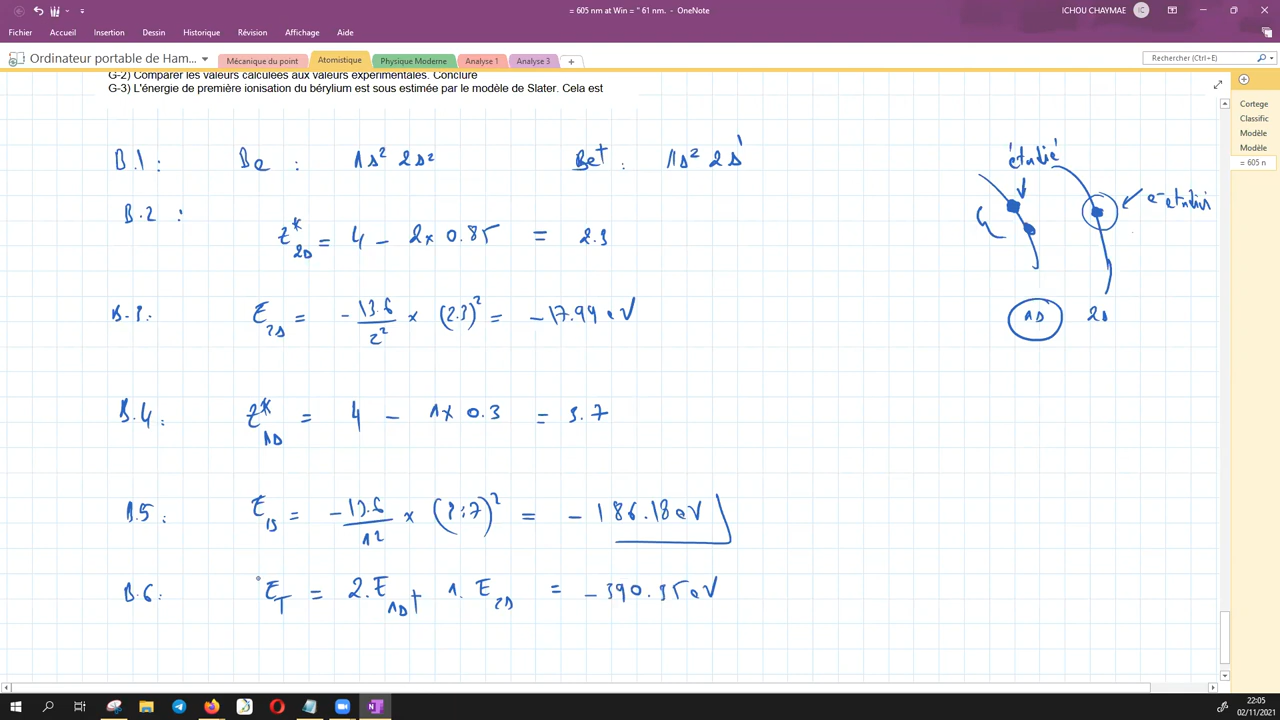 = 605 nm at Win = " 61 nm. - OneNote
ICHOU CHAYMAE
IC
Fichier Accueil Insertion Dessin Historique Révision Affichage Aide
Ordinateur portable de Ham...
Mécanique du point
Atomistique
Physique Moderne
Analyse 1
Analyse 3
Rechercher (Ctrl+E)
G-2) Comparer les valeurs calculées aux valeurs expérimentales. Conclure
G-3) L'énergie de première ionisation du bérylium est sous estimée par le modèle de Slater. Cela est
Cortege
Classific
Modèle
Modèle
= 605 n
B.1 : Be : 1s² 2s² Be⁺ : 1s² 2s¹
étudié
B.2 :
Z*2s = 4 - 2 x 0.85 = 2.3
B.3 : E2s = -13.6/2² x (2.3)² = -17.99 eV
1s 2s
B.4 : Z*1s = 4 - 1x 0.3 = 3.7
B.5 : E1s = -13.6/1² x (3.7)² = -186.18 eV
B.6 : ET = 2.E1s + 1.E2s = -390.35 eV
22:05
02/11/2021